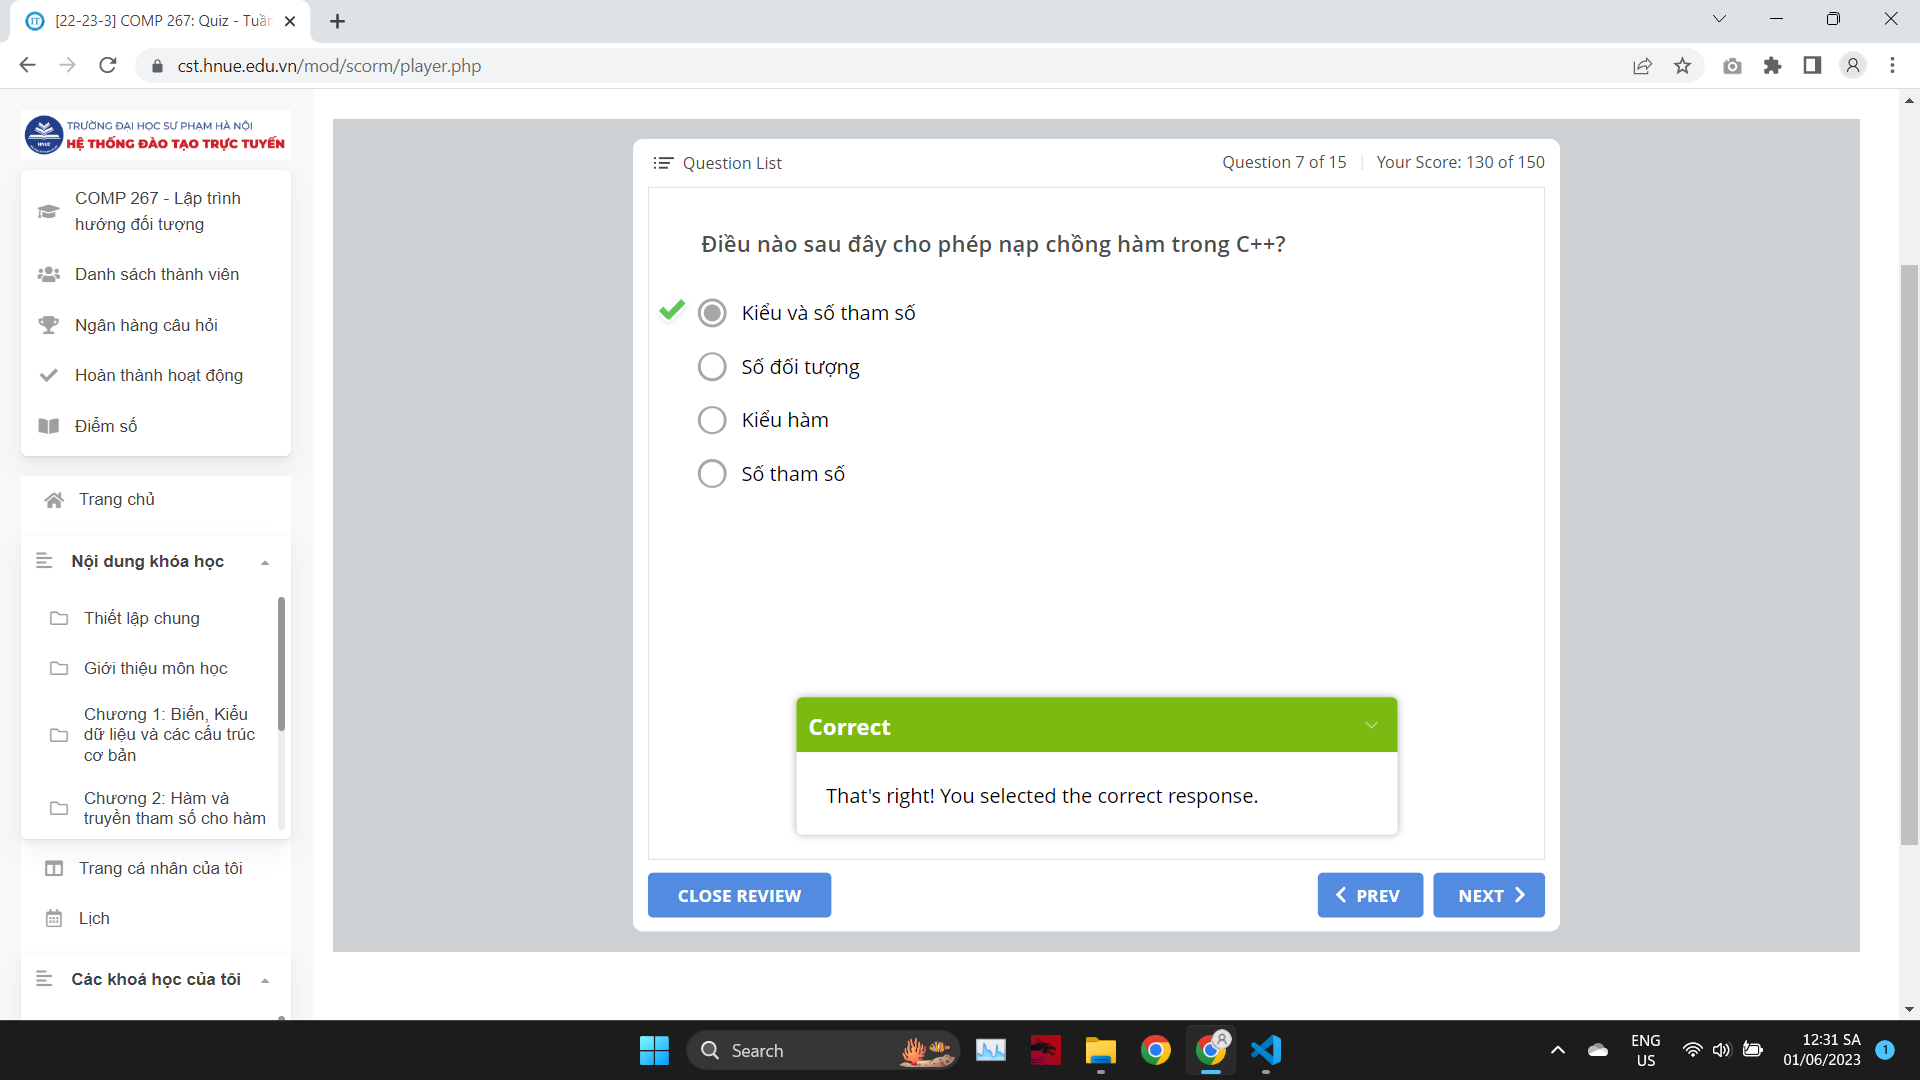 [22-23-3] COMP 267: Quiz - Tuần
cst.hnue.edu.vn/mod/scorm/player.php
TRƯỜNG ĐẠI HỌC SƯ PHẠM HÀ NỘI
HỆ THỐNG ĐÀO TẠO TRỰC TUYẾN
COMP 267 - Lập trình
hướng đối tượng
Danh sách thành viên
Ngân hàng câu hỏi
Hoàn thành hoạt động
Điểm số
Trang chủ
Nội dung khóa học
Thiết lập chung
Giới thiệu môn học
Chương 1: Biến, Kiểu
dữ liệu và các cấu trúc
cơ bản
Chương 2: Hàm và
truyền tham số cho hàm
Trang cá nhân của tôi
Lịch
Các khoá học của tôi
Question List
Question 7 of 15
Your Score: 130 of 150
Điều nào sau đây cho phép nạp chồng hàm trong C++?
Kiểu và số tham số
Số đối tượng
Kiểu hàm
Số tham số
Correct
That's right! You selected the correct response.
CLOSE REVIEW
PREV
NEXT
Search
ENG
US
12:31 SA
01/06/2023
1